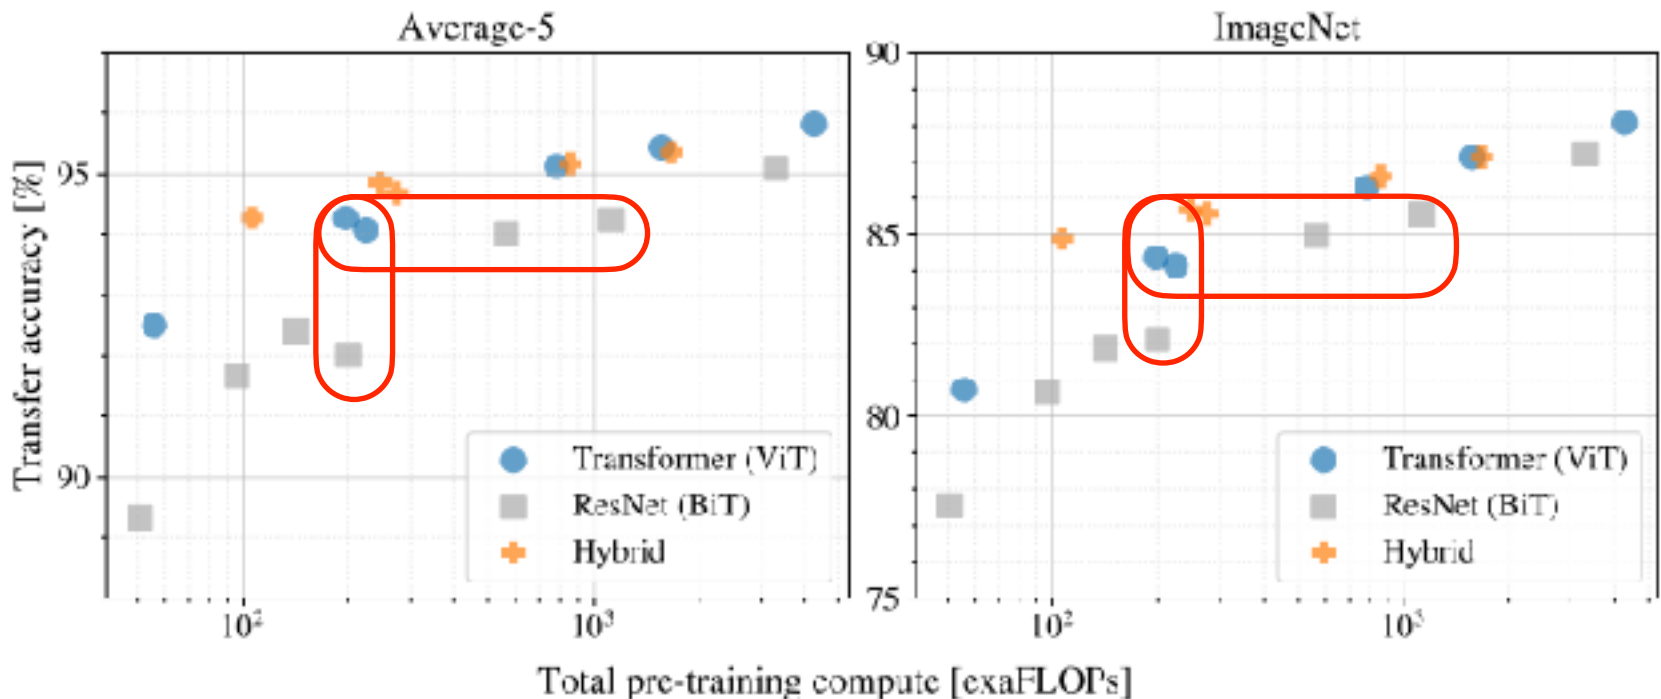 Average-5
ImageNet
Transfer accuracy [%]
95
90
Transformer (ViT)
ResNet (BiT)
Hybrid
10²
10³
90
85
80
75
Transformer (ViT)
ResNet (BiT)
Hybrid
10²
10³
Total pre-training compute [exaFLOPs]